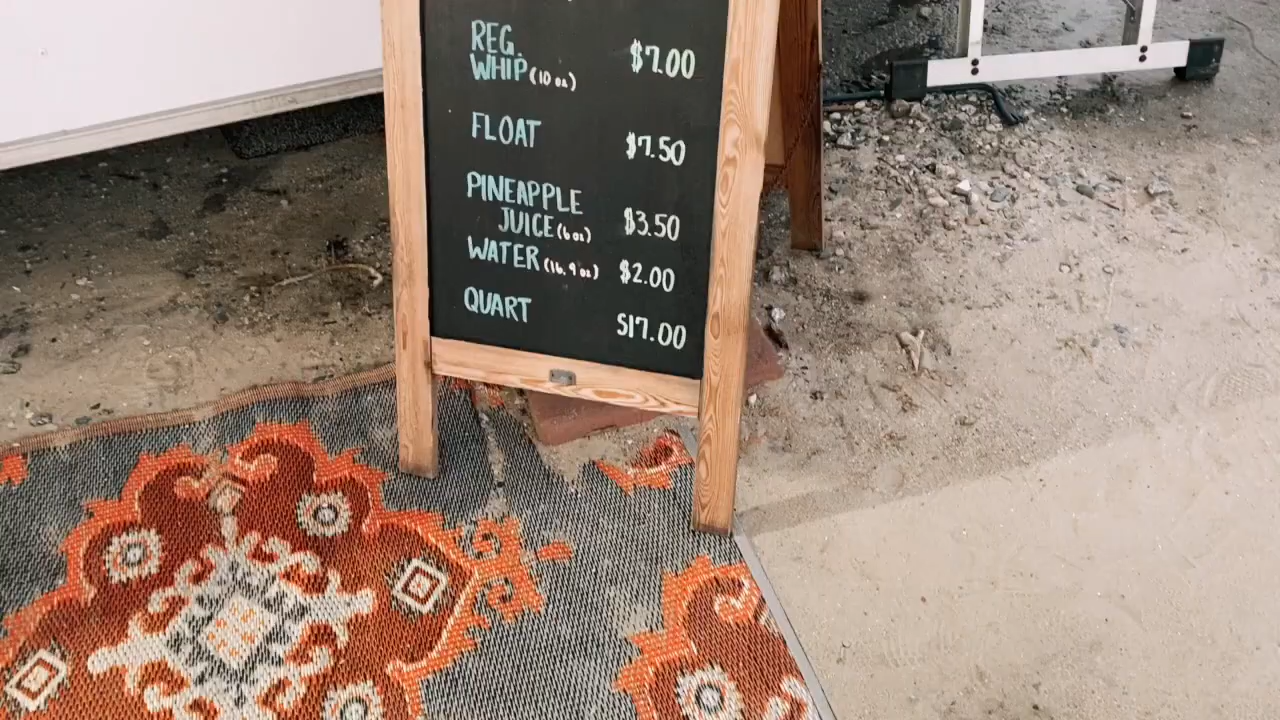 REG.
WHIP (10 oz) $7.00
FLOAT $7.50
PINEAPPLE
JUICE (6 oz) $3.50
WATER (16.9 oz) $2.00
QUART $17.00